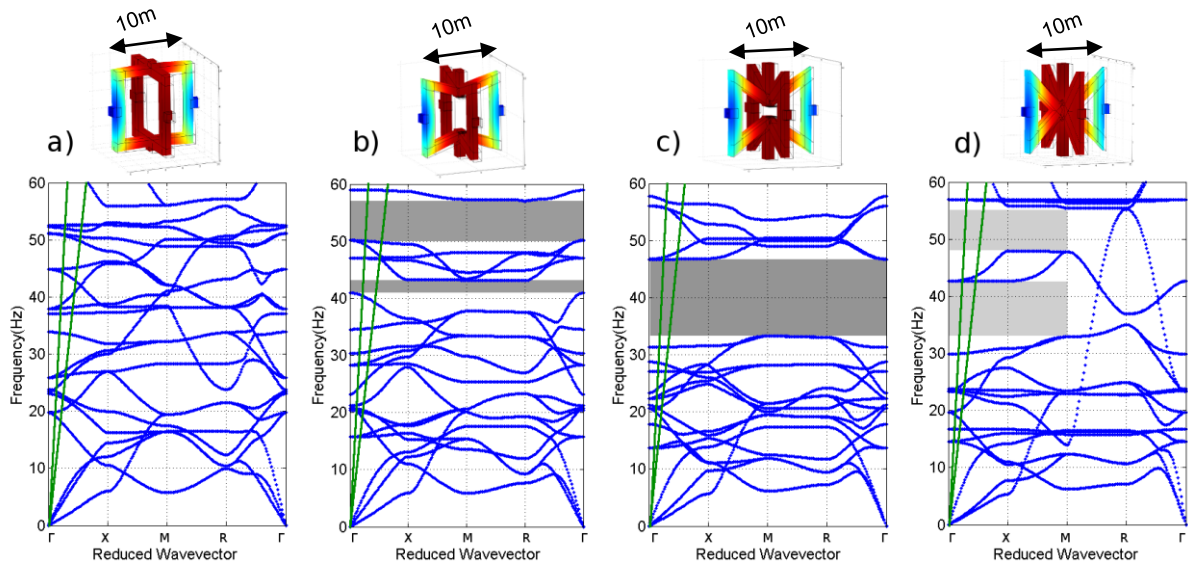 10m 10m 10m 10m
a) b) c) d)
60 60 60 60
50 50 50 50
40 40 40 40
30 30 30 30
20 20 20 20
10 10 10 10
0 0 0 0
Frequency(Hz) Frequency(Hz) Frequency(Hz) Frequency(Hz)
Γ X M R Γ Γ X M R Γ Γ X M R Γ Γ X M R Γ
Reduced Wavevector Reduced Wavevector Reduced Wavevector Reduced Wavevector